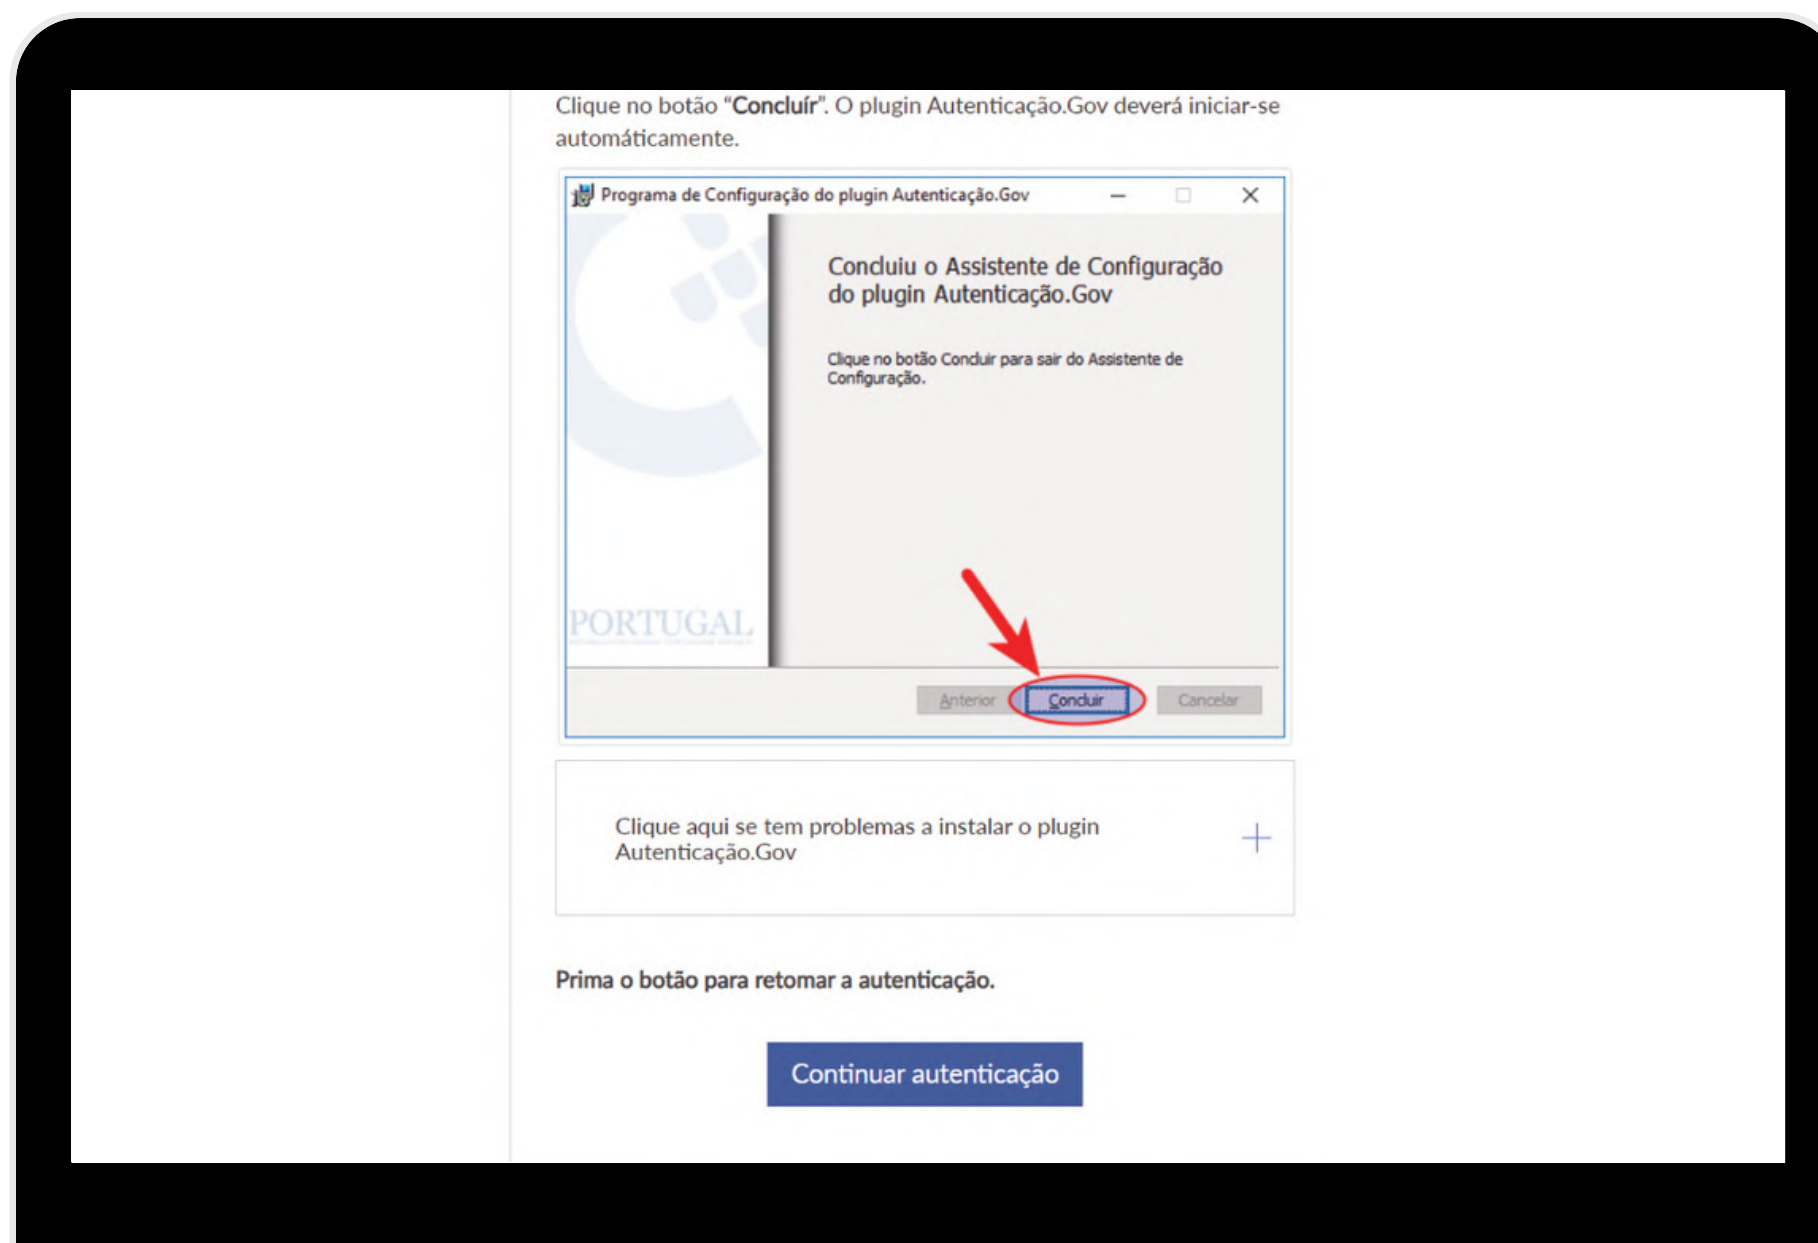 Clique no botão “Concluír”. O plugin Autenticação.Gov deverá iniciar-se
automáticamente.
Programa de Configuração do plugin Autenticação.Gov
Concluiu o Assistente de Configuração
do plugin Autenticação.Gov
Clique no botão Concluir para sair do Assistente de
Configuração.
PORTUGAL
Anterior
Concluir
Cancelar
Clique aqui se tem problemas a instalar o plugin
Autenticação.Gov
Prima o botão para retomar a autenticação.
Continuar autenticação